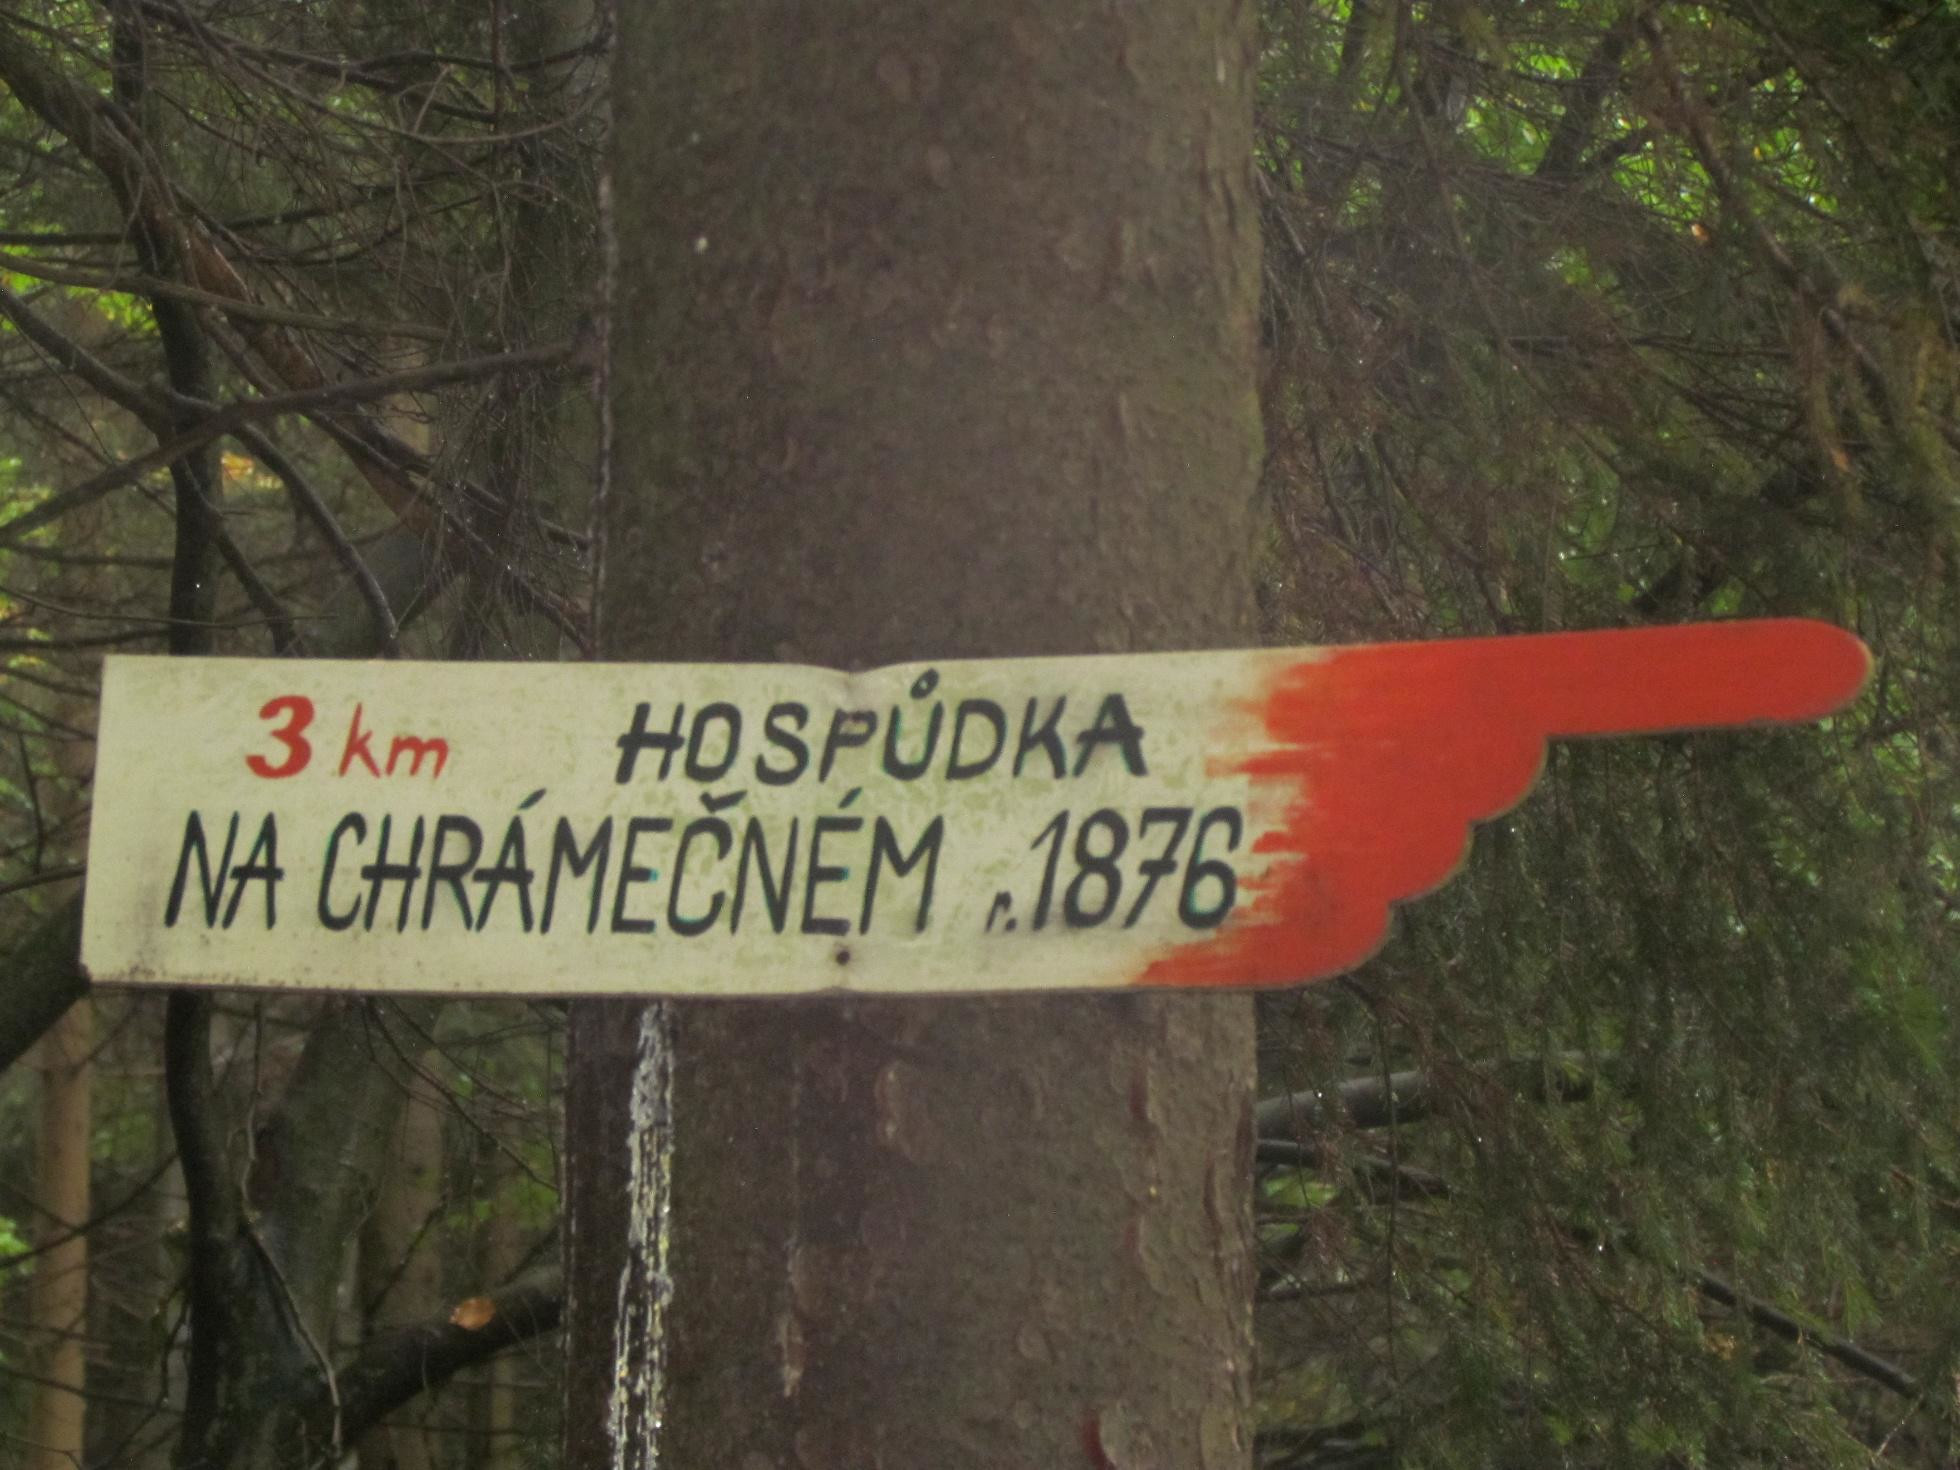 3 km HOSPŮDKA
NA CHRÁMEČNÉM r. 1876